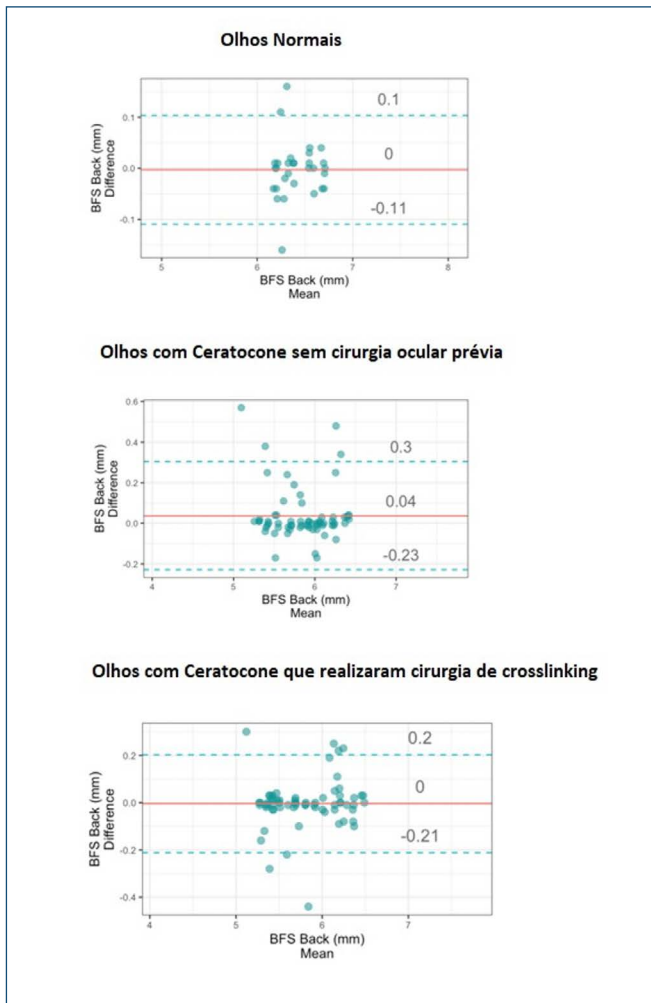 Olhos Normais
0.1
0.1
0
0.0
-0.11
-0.1
BFS Back (mm)
Difference
5 6 7 8
BFS Back (mm)
Mean
Olhos com Ceratocone sem cirurgia ocular prévia
0.6
0.3
0.4
0.04
0.2
0.0
-0.23
-0.2
BFS Back (mm)
Difference
4 5 6 7
BFS Back (mm)
Mean
Olhos com Ceratocone que realizaram cirurgia de crosslinking
0.2
0.2
0
0.0
-0.21
-0.2
-0.4
BFS Back (mm)
Difference
4 5 6 7
BFS Back (mm)
Mean